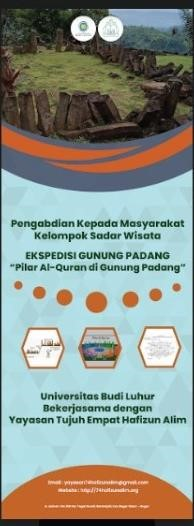 Pengabdian Kepada Masyarakat
Kelompok Sadar Wisata
EKSPEDISI GUNUNG PADANG
“Pilar Al-Quran di Gunung Padang”
Universitas Budi Luhur
Bekerjasama dengan
Yayasan Tujuh Empat Hafizun Alim
Email : yayasan74hafizunalim@gmail.com
Website : http://74hafizunalim.org